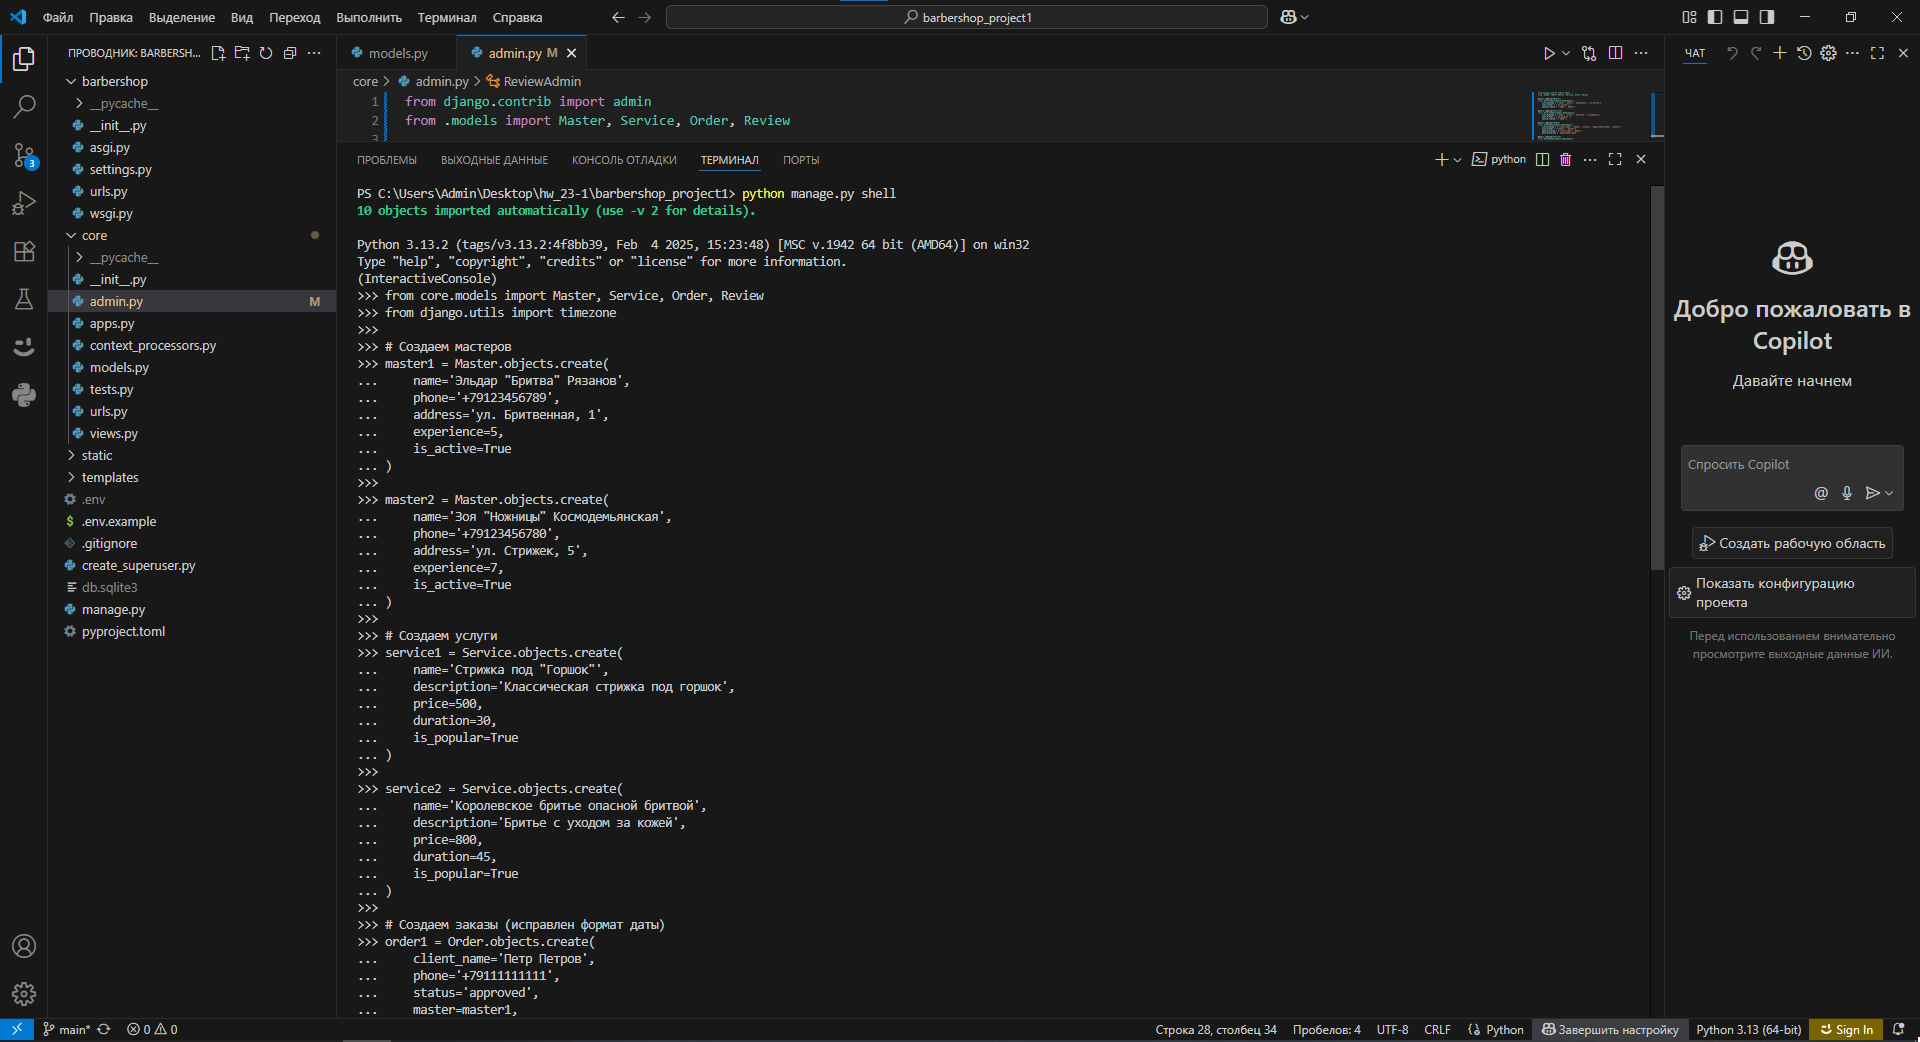 Файл Правка Выделение Вид Переход Выполнить Терминал Справка
barbershop_project1
ПРОВОДНИК: BARBERSH...
barbershop
__pycache__
__init__.py
asgi.py
settings.py
urls.py
wsgi.py
core
__pycache__
__init__.py
admin.py M
apps.py
context_processors.py
models.py
tests.py
urls.py
views.py
static
templates
.env
.env.example
.gitignore
create_superuser.py
db.sqlite3
manage.py
pyproject.toml
3
models.py
admin.py M
core > admin.py > ReviewAdmin
1 from django.contrib import admin
2 from .models import Master, Service, Order, Review
3
ПРОБЛЕМЫ ВЫХОДНЫЕ ДАННЫЕ КОНСОЛЬ ОТЛАДКИ ТЕРМИНАЛ ПОРТЫ
python
PS C:\Users\Admin\Desktop\hw_23-1\barbershop_project1> python manage.py shell
10 objects imported automatically (use -v 2 for details).
Python 3.13.2 (tags/v3.13.2:4f8bb39, Feb  4 2025, 15:23:48) [MSC v.1942 64 bit (AMD64)] on win32
Type "help", "copyright", "credits" or "license" for more information.
(InteractiveConsole)
>>> from core.models import Master, Service, Order, Review
>>> from django.utils import timezone
>>>
>>> # Создаем мастеров
>>> master1 = Master.objects.create(
...     name='Эльдар "Бритва" Рязанов',
...     phone='+79123456789',
...     address='ул. Бритвенная, 1',
...     experience=5,
...     is_active=True
... )
>>>
>>> master2 = Master.objects.create(
...     name='Зоя "Ножницы" Космодемьянская',
...     phone='+79123456780',
...     address='ул. Стрижек, 5',
...     experience=7,
...     is_active=True
... )
>>>
>>> # Создаем услуги
>>> service1 = Service.objects.create(
...     name='Стрижка под "Горшок"',
...     description='Классическая стрижка под горшок',
...     price=500,
...     duration=30,
...     is_popular=True
... )
>>>
>>> service2 = Service.objects.create(
...     name='Королевское бритье опасной бритвой',
...     description='Бритье с уходом за кожей',
...     price=800,
...     duration=45,
...     is_popular=True
... )
>>>
>>> # Создаем заказы (исправлен формат даты)
>>> order1 = Order.objects.create(
...     client_name='Петр Петров',
...     phone='+79111111111',
...     status='approved',
...     master=master1,
ЧАТ
Добро пожаловать в
Copilot
Давайте начнем
Спросить Copilot
Создать рабочую область
Показать конфигурацию
проекта
Перед использованием внимательно
просмотрите выходные данные ИИ.
main* 0 0
Строка 28, столбец 34 Пробелов: 4 UTF-8 CRLF Python Завершить настройку Python 3.13 (64-bit) Sign In